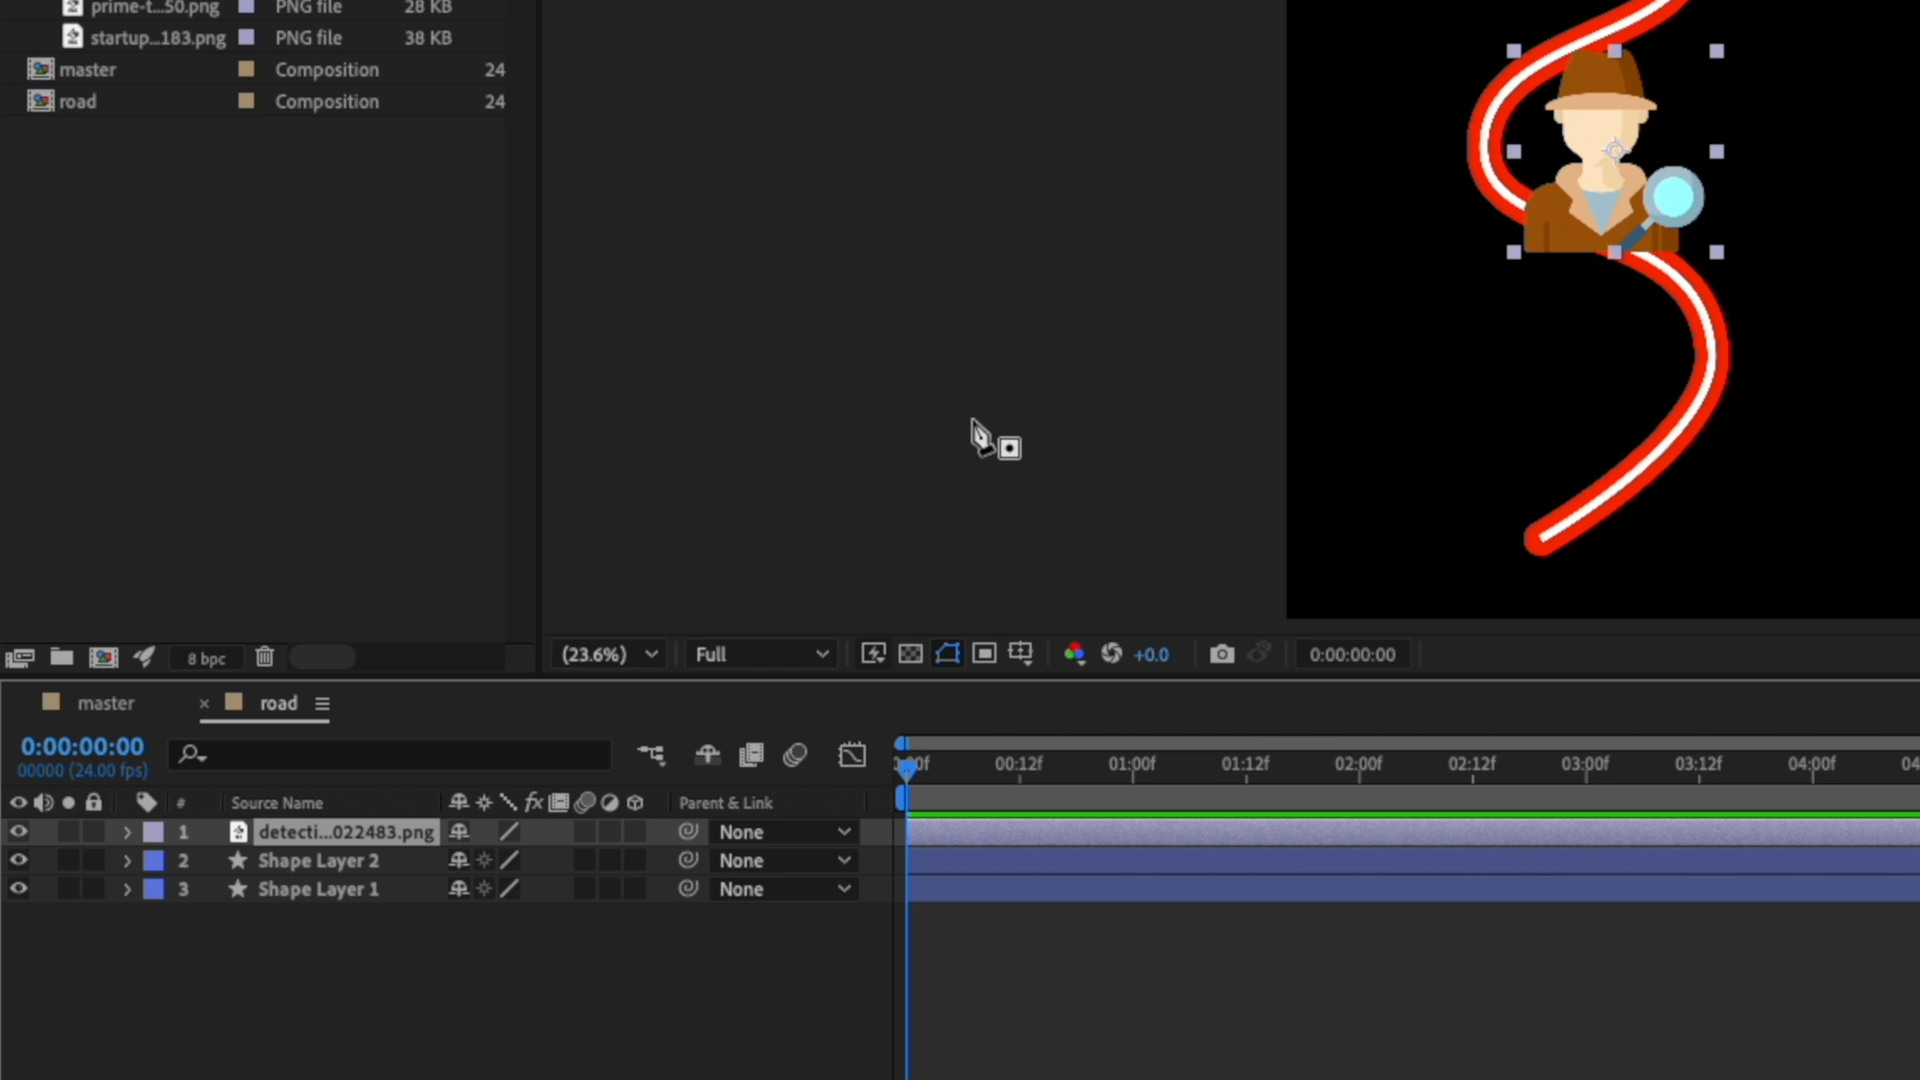 prime-t...50.png PNG file 28 KB
startup...183.png PNG file 38 KB
master Composition 24
road Composition 24
8 bpc
(23.6%) Full +0.0 0:00:00:00
master × road
0:00:00:00
00000 (24.00 fps)
00:12f 01:00f 01:12f 02:00f 02:12f 03:00f 03:12f 04:00f
# Source Name fx Parent & Link
1 detecti...022483.png None
2 Shape Layer 2 None
3 Shape Layer 1 None